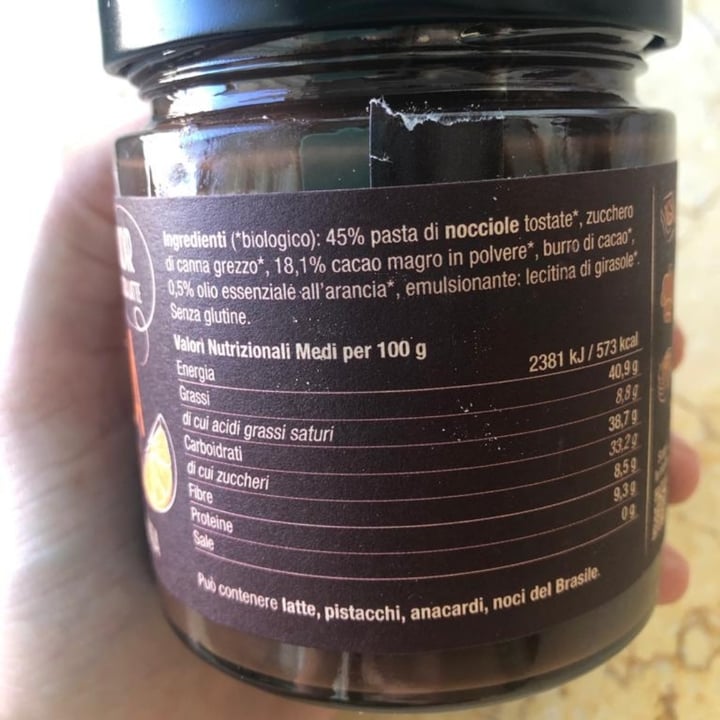 Ingredienti (*biologico): 45% pasta di nocciole tostate*, zucchero
di canna grezzo*, 18,1% cacao magro in polvere*, burro di cacao*,
0,5% olio essenziale all'arancia*, emulsionante: lecitina di girasole*.
Senza glutine.
Valori Nutrizionali Medi per 100 g
Energia 2381 kJ / 573 kcal
Grassi 40,9 g
di cui acidi grassi saturi 8,8 g
Carboidrati 38,7 g
di cui zuccheri 33,2 g
Fibre 8,5 g
Proteine 9,3 g
Sale 0 g
Può contenere latte, pistacchi, anacardi, noci del Brasile.